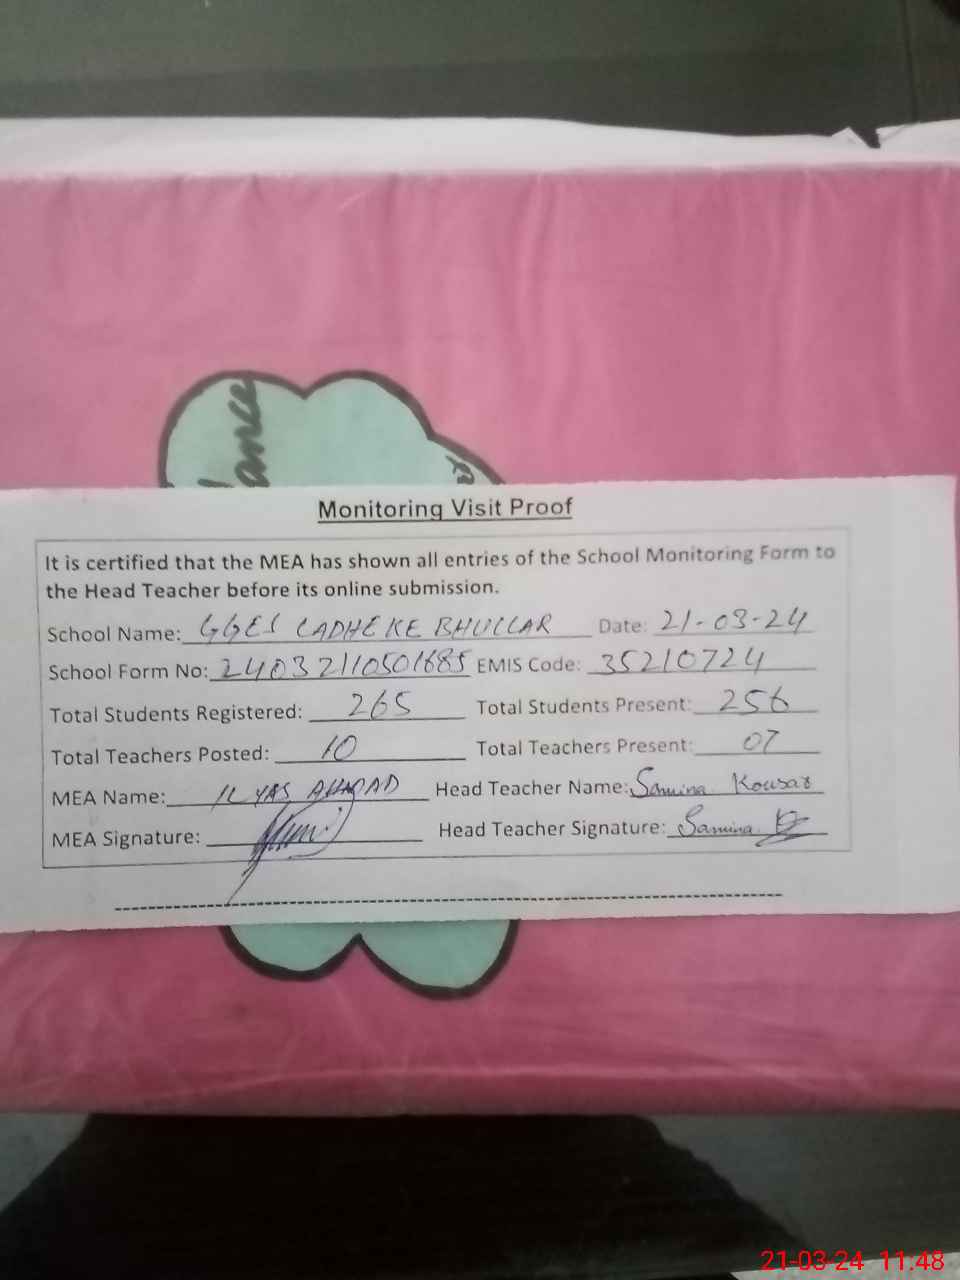 ance
Monitoring Visit Proof
It is certified that the MEA has shown all entries of the School Monitoring Form to
the Head Teacher before its online submission.
School Name: GGES LADHEKE BHULLAR Date: 21-03-24
School Form No: 24032110501685 EMIS Code: 35210724
Total Students Registered: 265 Total Students Present: 256
Total Teachers Posted: 10 Total Teachers Present: 07
MEA Name: ILYAS AHMAD Head Teacher Name: Samina Kousar
MEA Signature: Head Teacher Signature: Samina
21-03-24 11:48